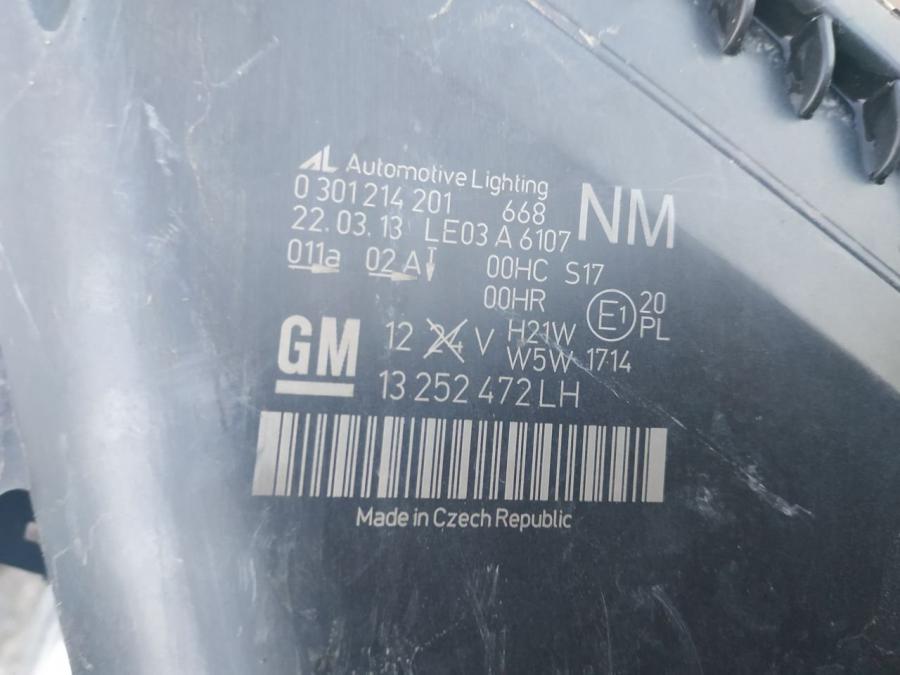 AL Automotive Lighting
0 301 214 201 668 NM
22.03.13 LE03 A 6107
011a 02 A 00HC S17
00HR E1 20 PL
GM 12 24 V H21W
W5W 1714
13 252 472 LH
Made in Czech Republic